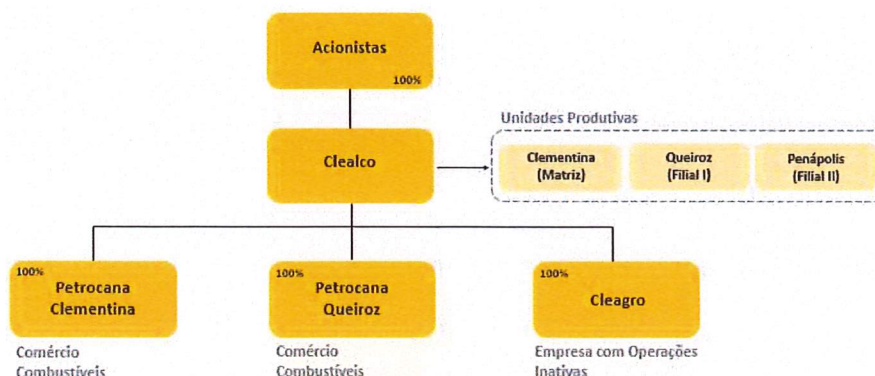 Acionistas
100%
Unidades Produtivas
Clealco
Clementina
(Matriz)
Queiroz
(Filial I)
Penápolis
(Filial II)
100%
Petrocana
Clementina
100%
Petrocana
Queiroz
100%
Cleagro
Comércio
Combustíveis
Comércio
Combustíveis
Empresa com Operações
Inativas